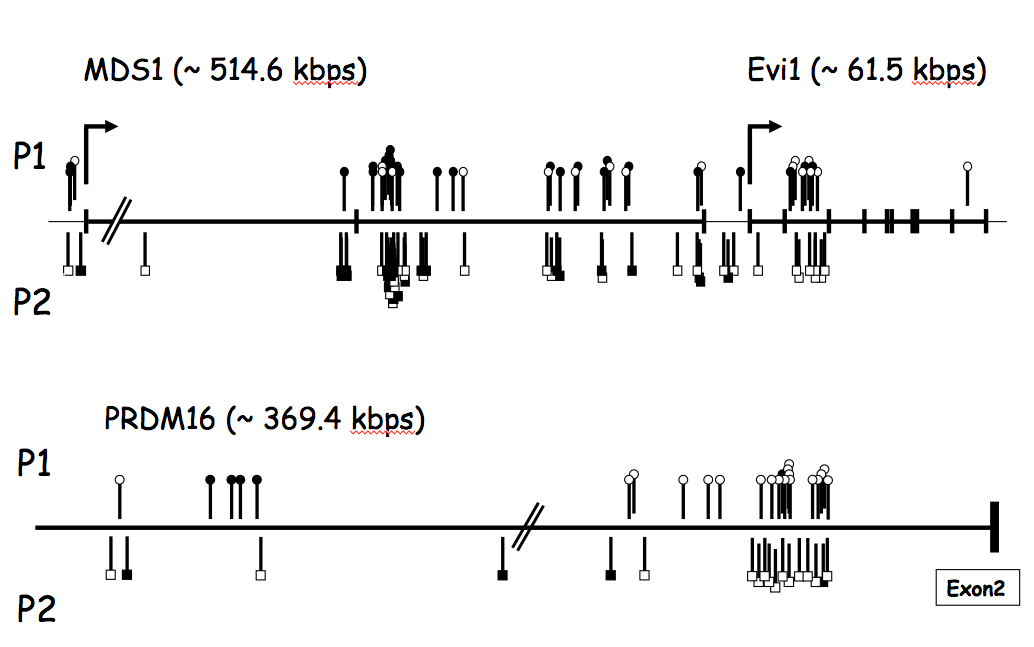 MDS1 (~ 514.6 kbps)
Evi1 (~ 61.5 kbps)
P1
P2
PRDM16 (~ 369.4 kbps)
P1
P2
Exon2